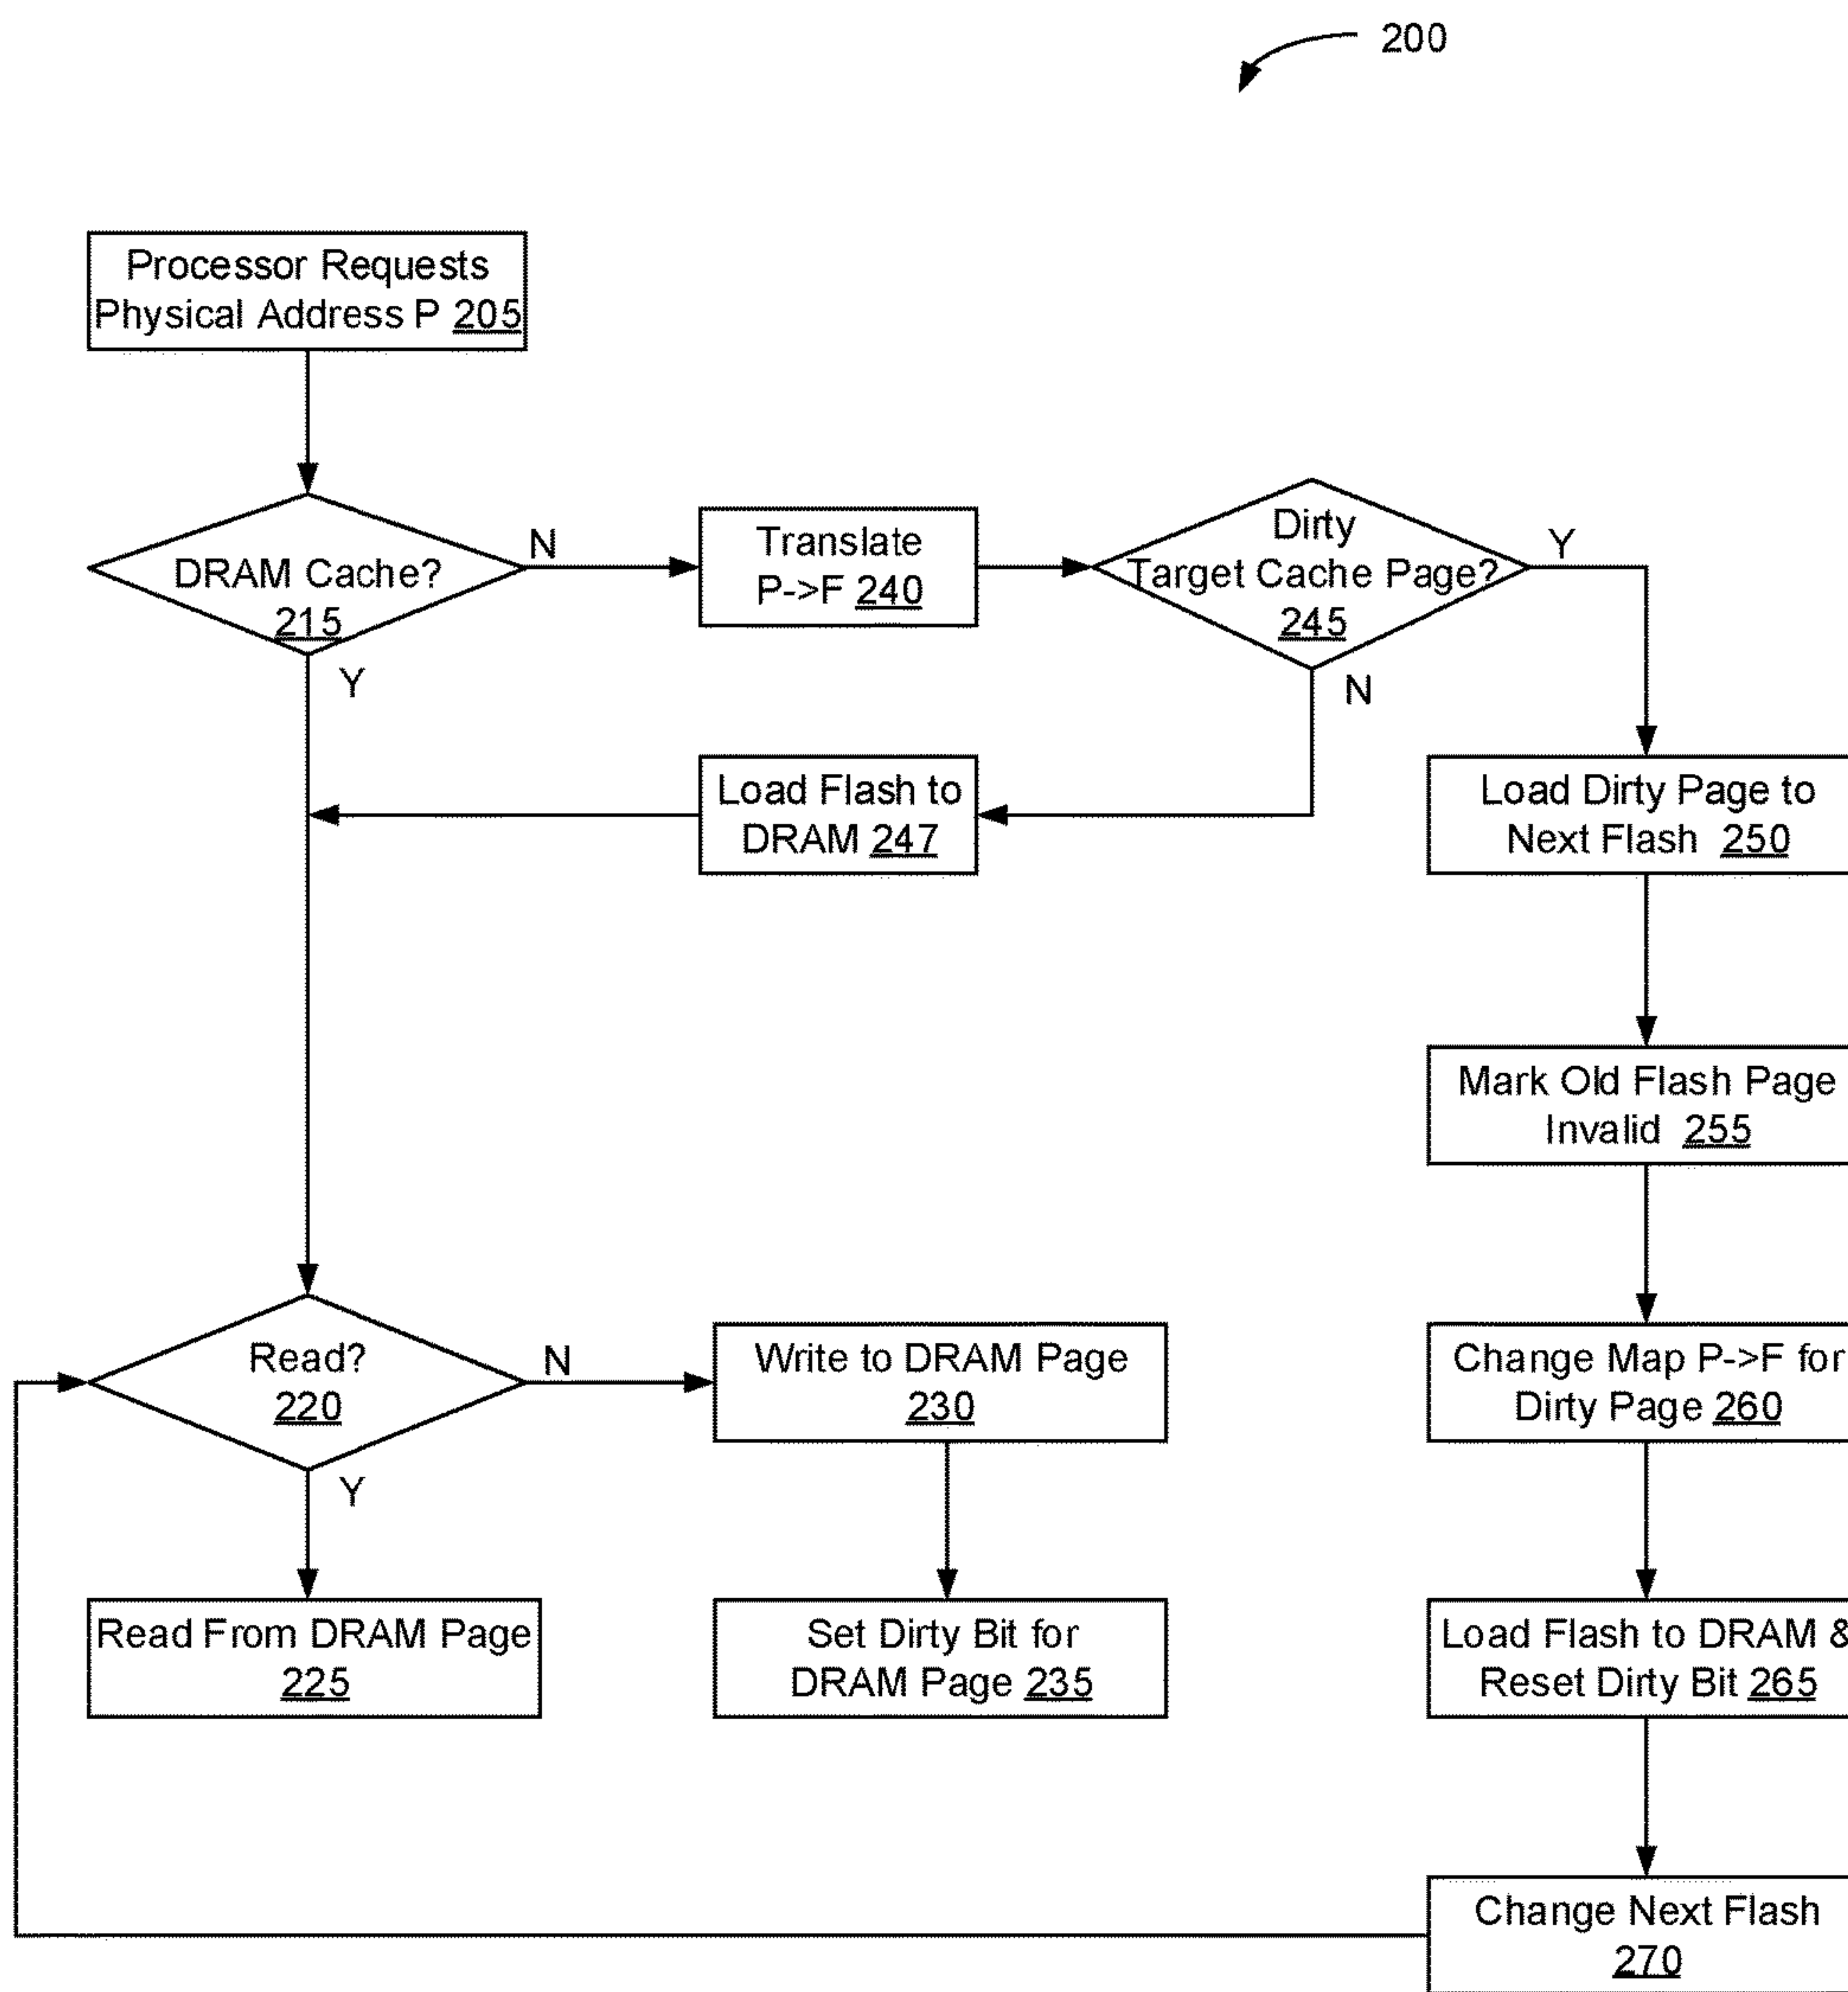 200
Processor Requests
Physical Address P 205
DRAM Cache?
215
N
Y
Translate
P->F 240
Dirty
Target Cache Page?
245
Y
N
Load Flash to
DRAM 247
Load Dirty Page to
Next Flash 250
Mark Old Flash Page
Invalid 255
Read?
220
N
Y
Write to DRAM Page
230
Change Map P->F for
Dirty Page 260
Read From DRAM Page
225
Set Dirty Bit for
DRAM Page 235
Load Flash to DRAM &
Reset Dirty Bit 265
Change Next Flash
270